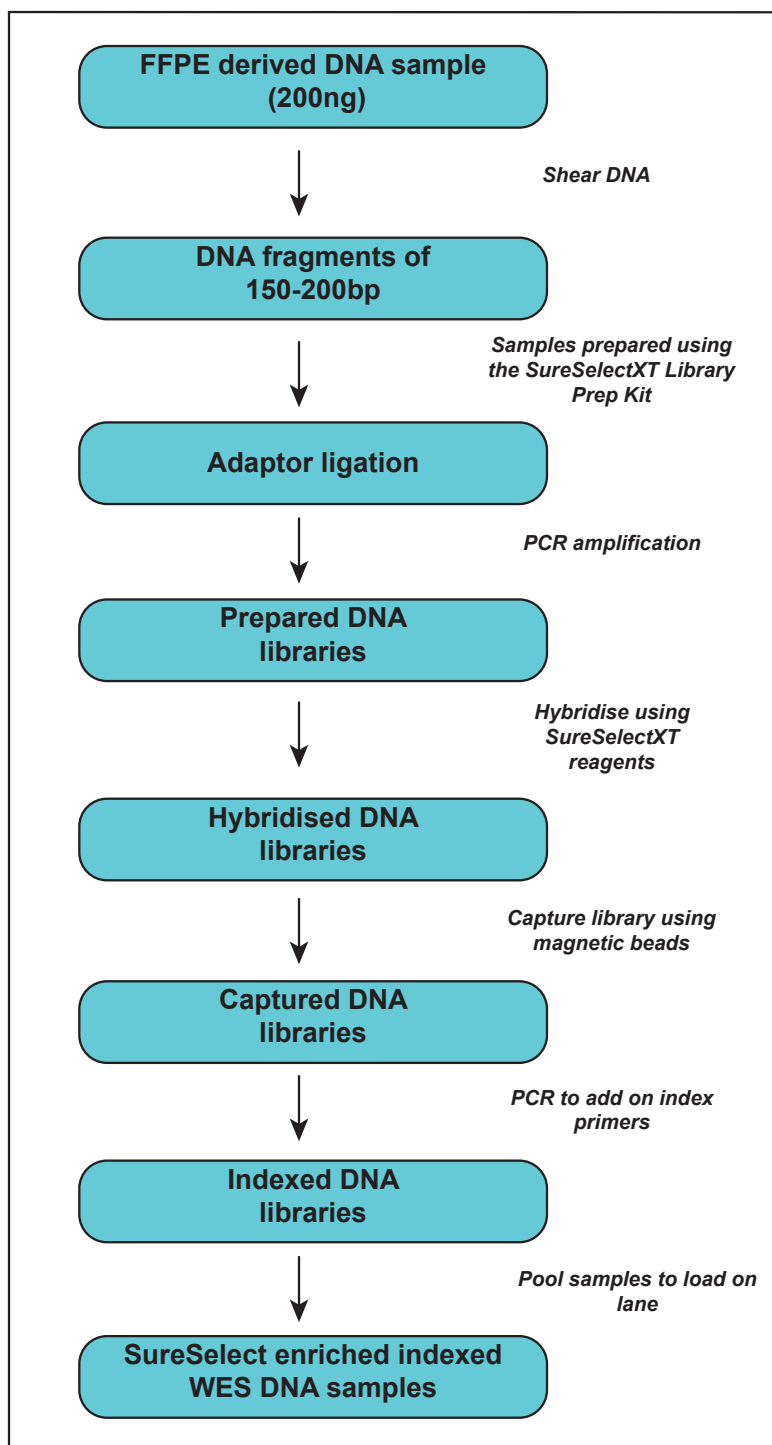 FFPE derived DNA sample
(200ng)
Shear DNA
DNA fragments of
150-200bp
Samples prepared using
the SureSelectXT Library
Prep Kit
Adaptor ligation
PCR amplification
Prepared DNA
libraries
Hybridise using
SureSelectXT
reagents
Hybridised DNA
libraries
Capture library using
magnetic beads
Captured DNA
libraries
PCR to add on index
primers
Indexed DNA
libraries
Pool samples to load on
lane
SureSelect enriched indexed
WES DNA samples